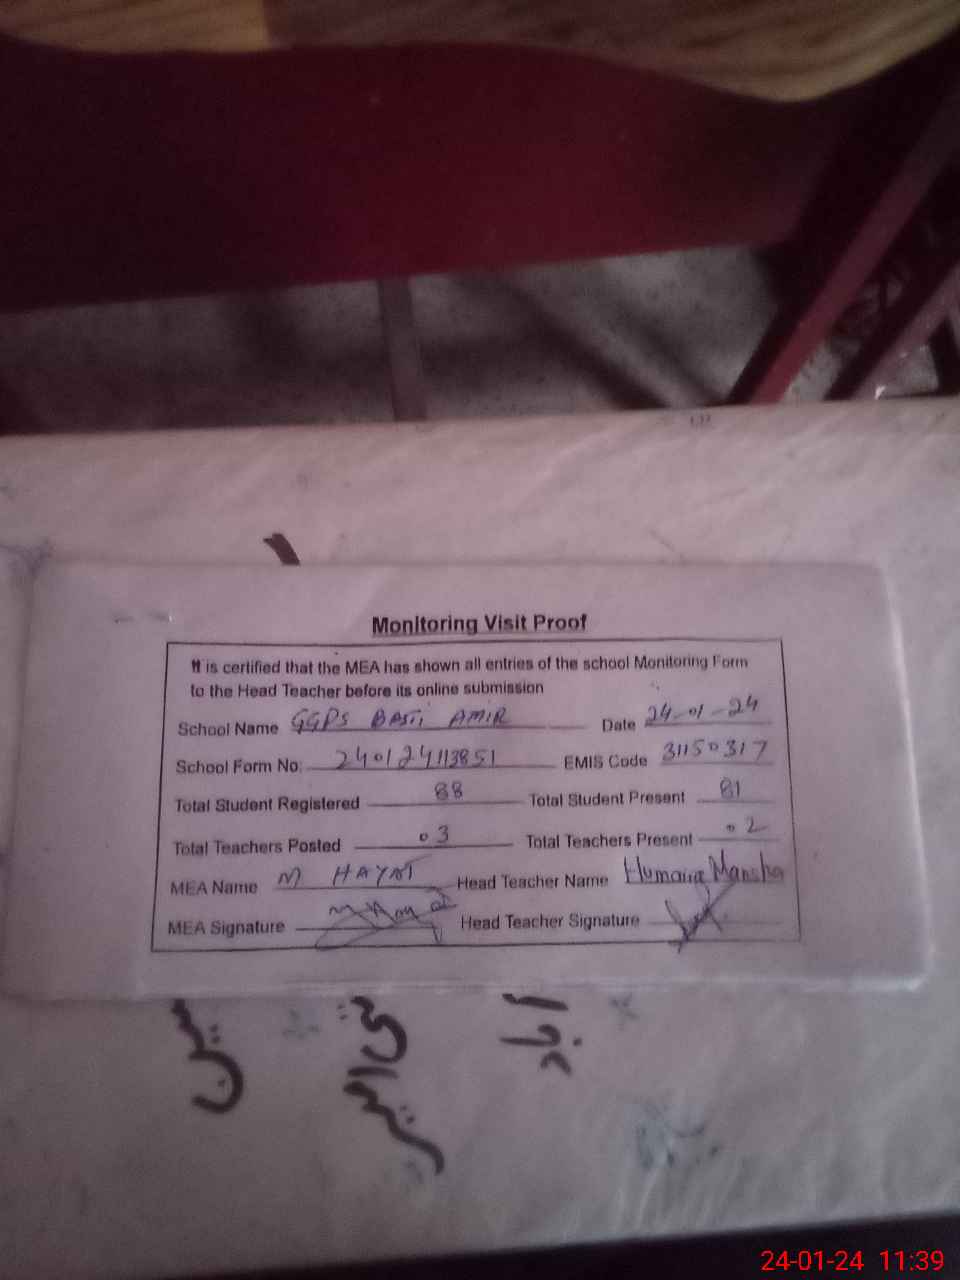 Monitoring Visit Proof
It is certified that the MEA has shown all entries of the school Monitoring Form
to the Head Teacher before its online submission
School Name GGPS BASTI AMIR Date 24-01-24
School Form No: 240124113851 EMIS Code 31150317
Total Student Registered 88 Total Student Present 81
Total Teachers Posted 03 Total Teachers Present 02
MEA Name M HAYAT Head Teacher Name Humaira Mansha
MEA Signature Head Teacher Signature
24-01-24 11:39